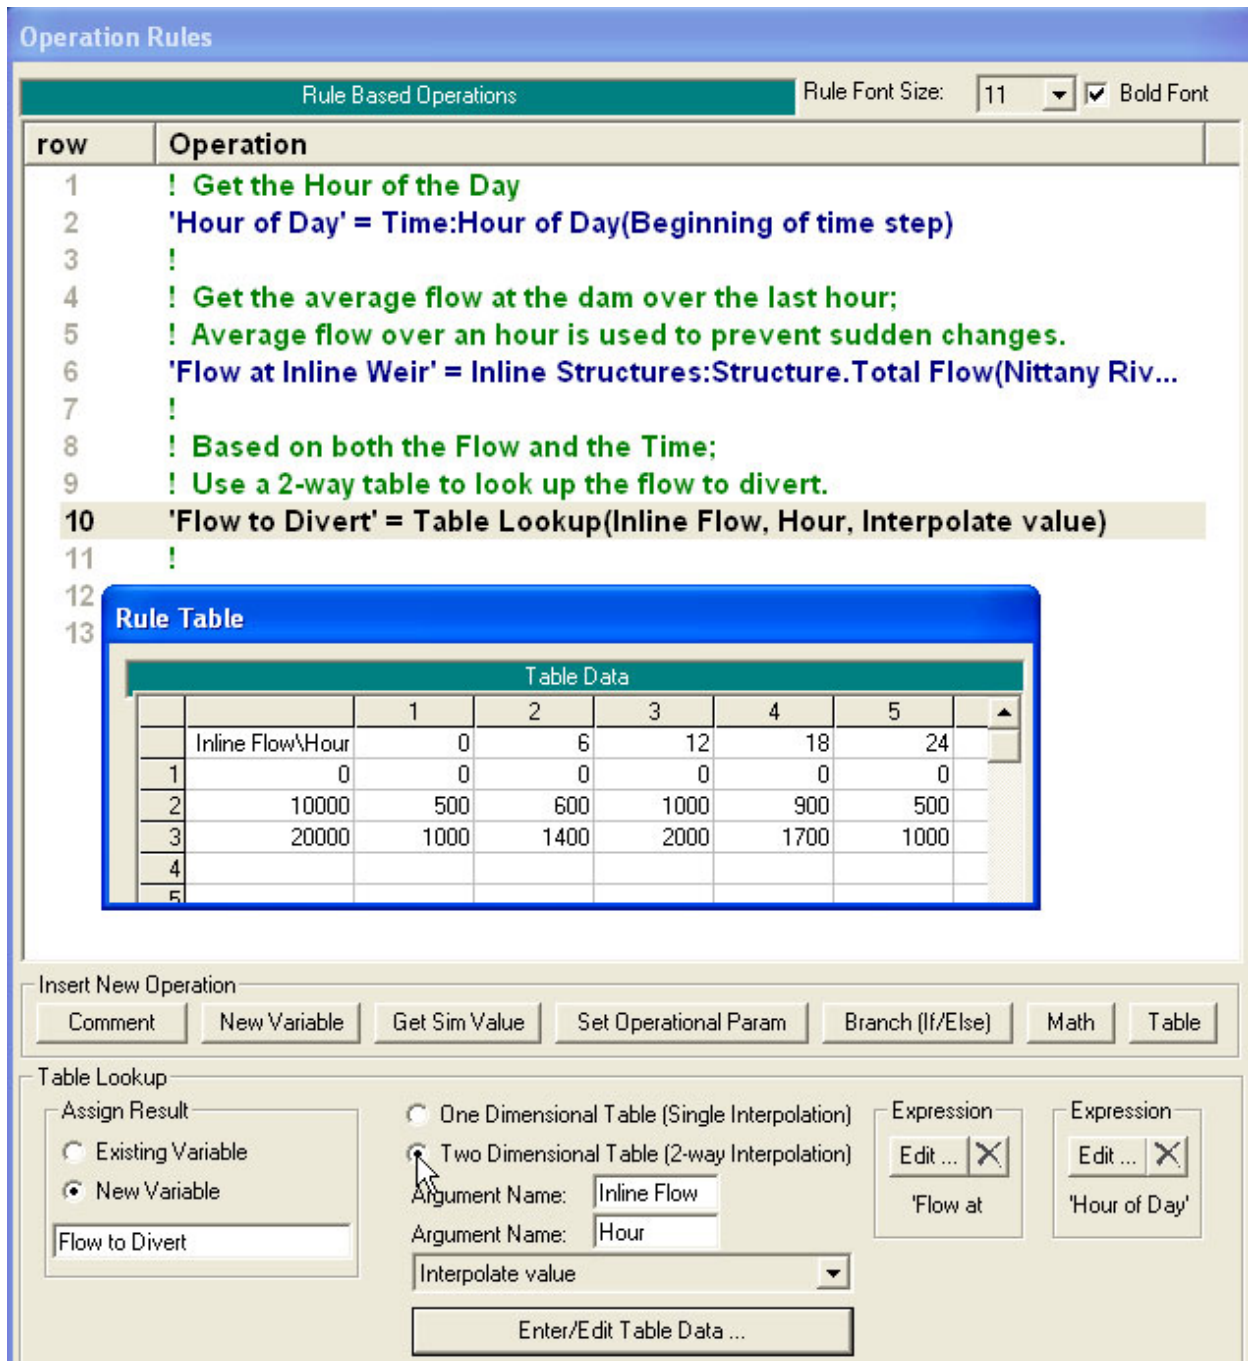 Operation Rules
Rule Based Operations Rule Font Size: 11 Bold Font
row Operation
1 ! Get the Hour of the Day
2 'Hour of Day' = Time:Hour of Day(Beginning of time step)
3 !
4 ! Get the average flow at the dam over the last hour;
5 ! Average flow over an hour is used to prevent sudden changes.
6 'Flow at Inline Weir' = Inline Structures:Structure.Total Flow(Nittany Riv...
7 !
8 ! Based on both the Flow and the Time;
9 ! Use a 2-way table to look up the flow to divert.
10 'Flow to Divert' = Table Lookup(Inline Flow, Hour, Interpolate value)
11 !
12
13
Rule Table
Table Data
1 2 3 4 5
Inline Flow\Hour 0 6 12 18 24
1 0 0 0 0 0 0
2 10000 500 600 1000 900 500
3 20000 1000 1400 2000 1700 1000
4
5
Insert New Operation
Comment New Variable Get Sim Value Set Operational Param Branch (If/Else) Math Table
Table Lookup
Assign Result
Existing Variable
New Variable
Flow to Divert
One Dimensional Table (Single Interpolation)
Two Dimensional Table (2-way Interpolation)
Argument Name: Inline Flow
Argument Name: Hour
Interpolate value
Enter/Edit Table Data ...
Expression
Edit ...
'Flow at
Expression
Edit ...
'Hour of Day'